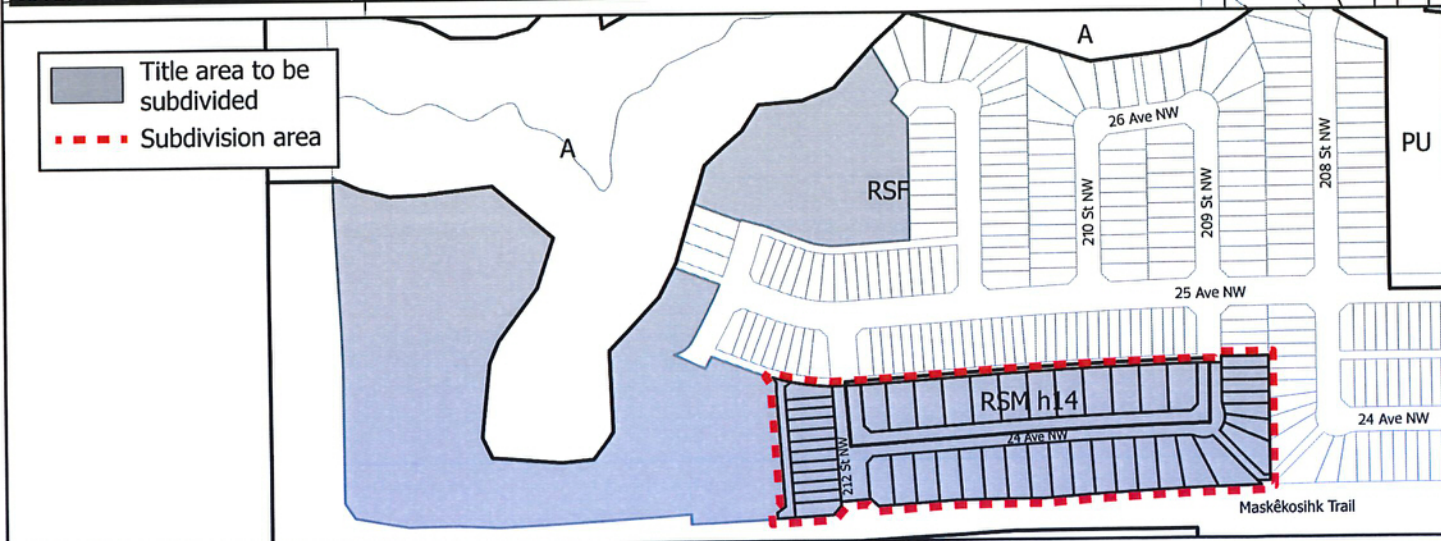 Title area to be
subdivided
Subdivision area
A
A
PU
RSF
26 Ave NW
210 St NW
209 St NW
208 St NW
25 Ave NW
RSM h14
24 Ave NW
24 Ave NW
212 St NW
Maskêkosihk Trail